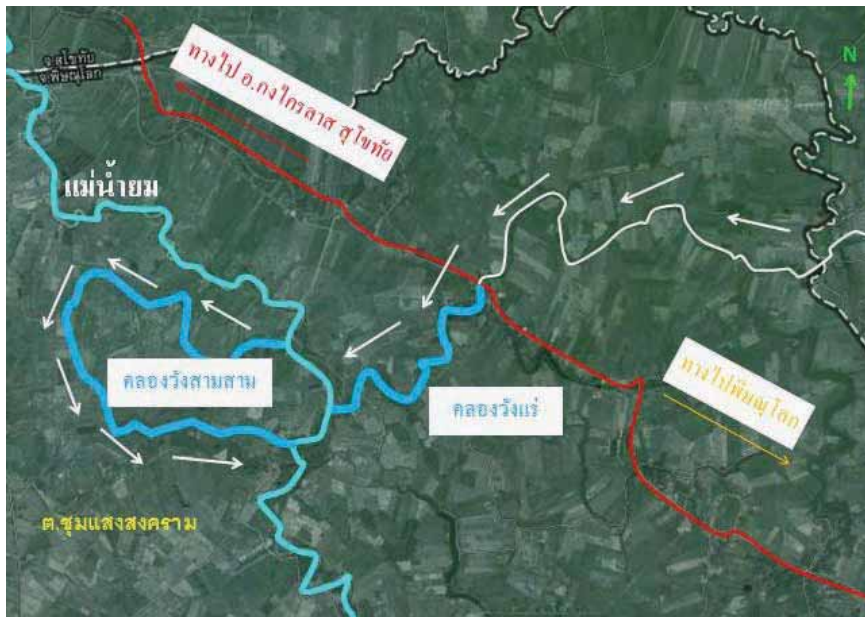 จ.สุโขทัย
จ.พิษณุโลก
ทางไป อ.กงไกรลาส สุโขทัย
N
แม่น้ำยม
ทางไปพิษณุโลก
คลองวังสามสาม
คลองวังแร่
ต.ชุมแสงสงคราม